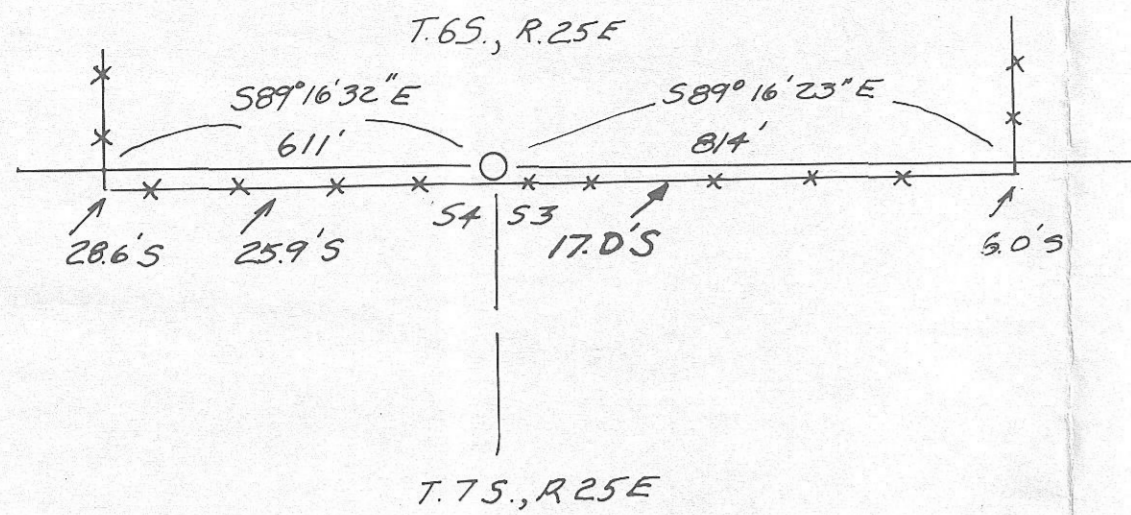 T.6S., R.25E
S89°16'32"E
611'
S89°16'23"E
814'
S4 S3
28.6'S
25.9'S
17.0'S
5.0'S
T.7S., R25E